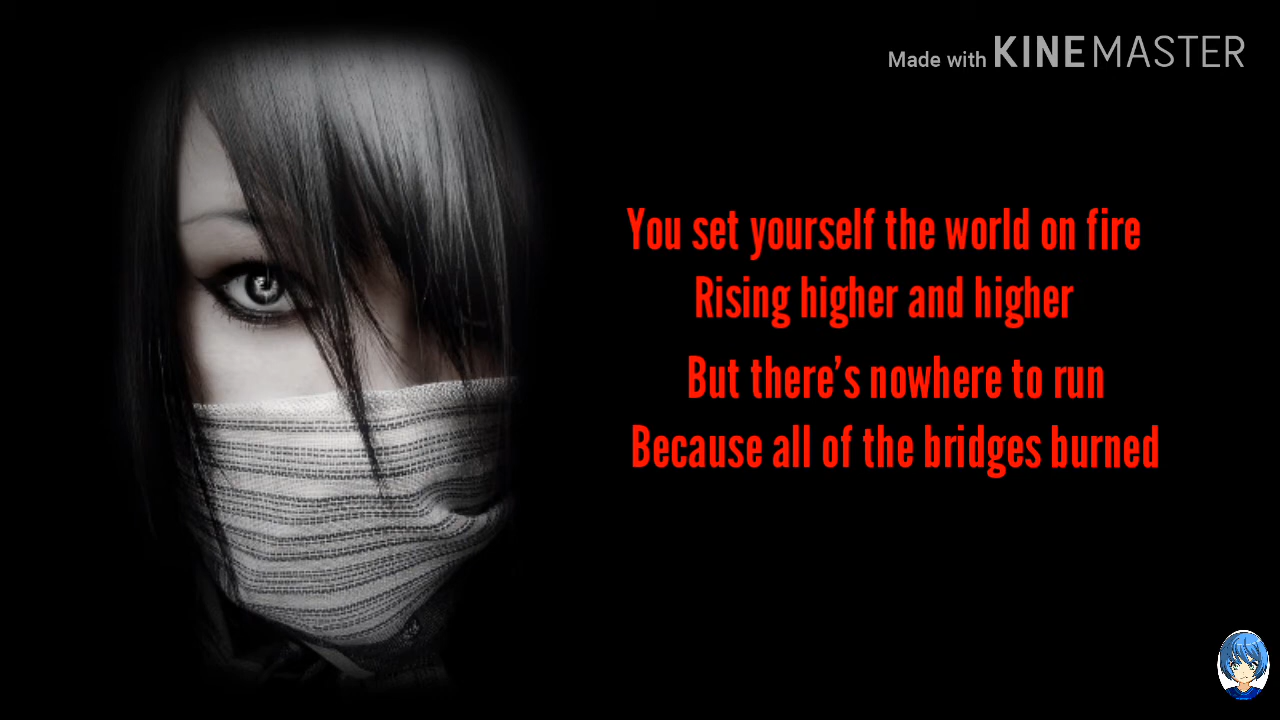 Made with KINEMASTER
You set yourself the world on fire
Rising higher and higher
But there's nowhere to run
Because all of the bridges burned